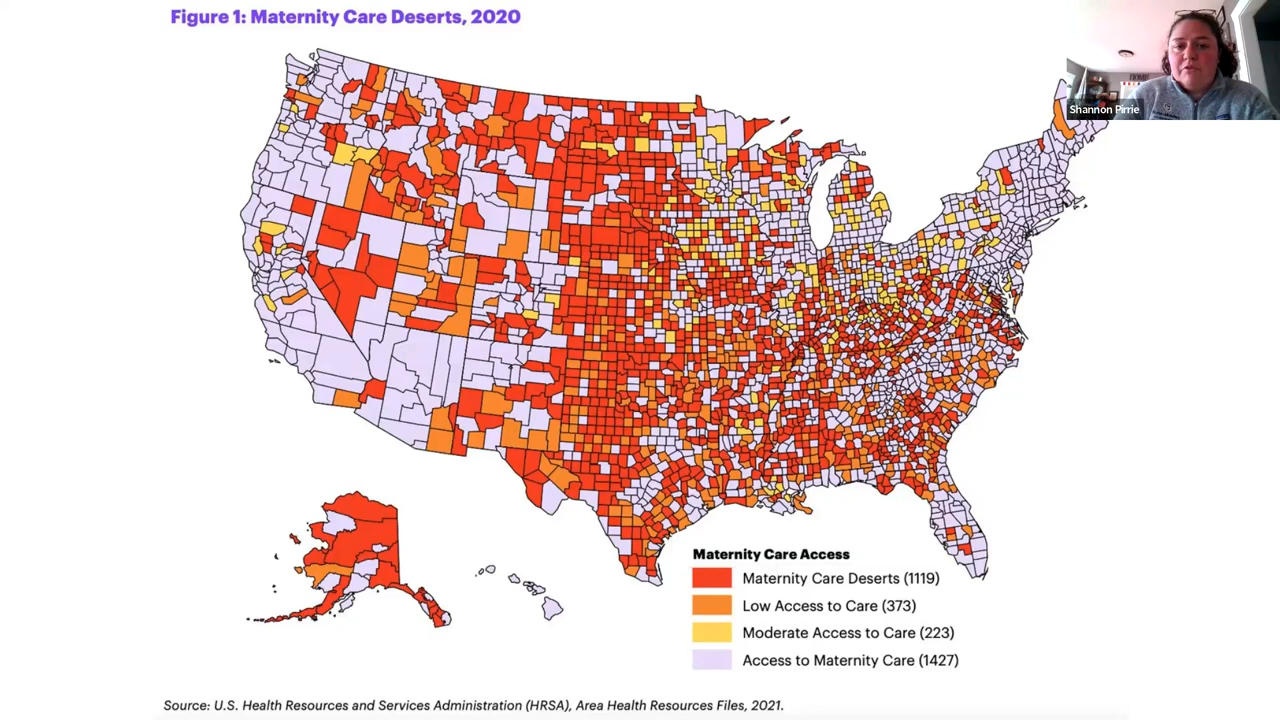 Figure 1: Maternity Care Deserts, 2020
Shannon Pirrie
Maternity Care Access
Maternity Care Deserts (1119)
Low Access to Care (373)
Moderate Access to Care (223)
Access to Maternity Care (1427)
Source: U.S. Health Resources and Services Administration (HRSA), Area Health Resources Files, 2021.